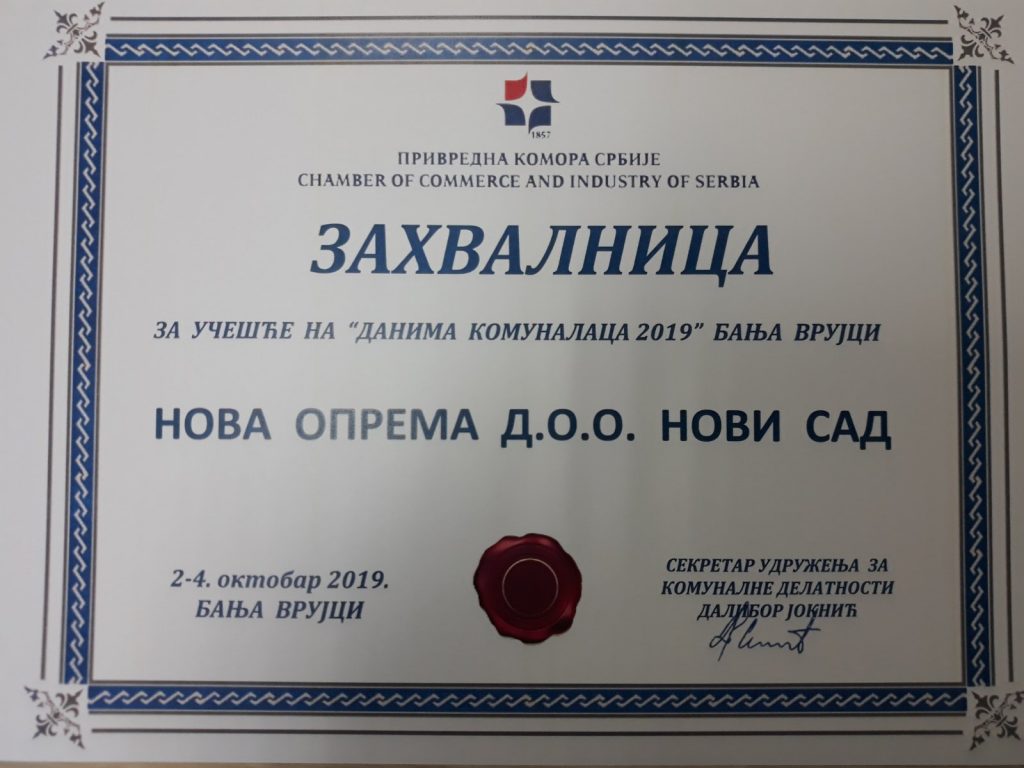 1857
ПРИВРЕДНА КОМОРА СРБИЈЕ
CHAMBER OF COMMERCE AND INDUSTRY OF SERBIA
ЗАХВАЛНИЦА
ЗА УЧЕШЋЕ НА “ДАНИМА КОМУНАЛАЦА 2019” БАЊА ВРУЈЦИ
НОВА ОПРЕМА Д.О.О. НОВИ САД
2-4. октобар 2019.
БАЊА ВРУЈЦИ
СЕКРЕТАР УДРУЖЕЊА ЗА
КОМУНАЛНЕ ДЕЛАТНОСТИ
ДАЛИБОР ЈОКНИЋ